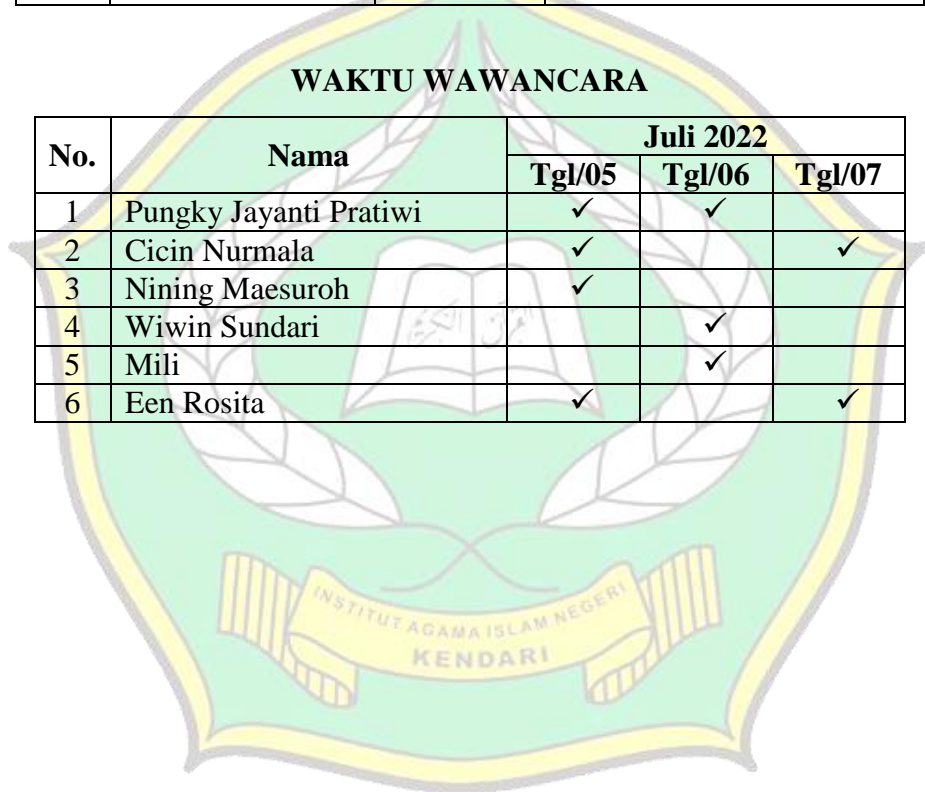 WAKTU WAWANCARA
No. Nama Juli 2022
Tgl/05 Tgl/06 Tgl/07
1 Pungky Jayanti Pratiwi ✓ ✓
2 Cicin Nurmala ✓ ✓
3 Nining Maesuroh ✓
4 Wiwin Sundari ✓
5 Mili ✓
6 Een Rosita ✓ ✓
INSTITUT AGAMA ISLAM NEGERI
KENDARI